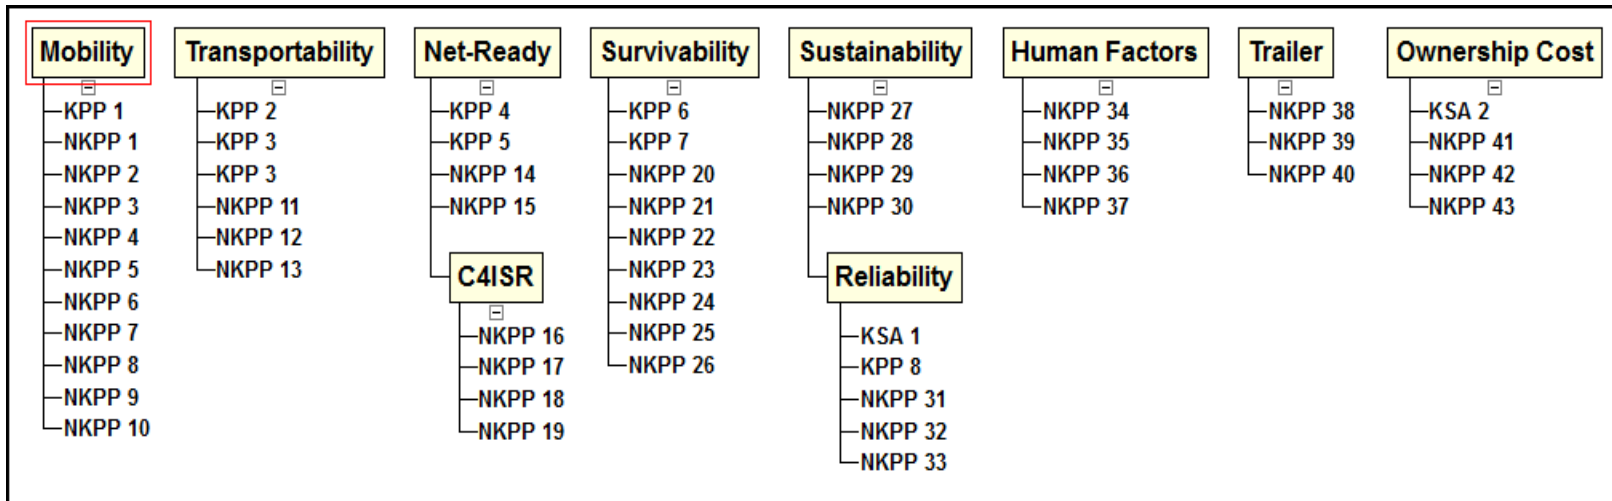 Mobility
KPP 1
NKPP 1
NKPP 2
NKPP 3
NKPP 4
NKPP 5
NKPP 6
NKPP 7
NKPP 8
NKPP 9
NKPP 10
Transportability
KPP 2
KPP 3
KPP 3
NKPP 11
NKPP 12
NKPP 13
Net-Ready
KPP 4
KPP 5
NKPP 14
NKPP 15
C4ISR
NKPP 16
NKPP 17
NKPP 18
NKPP 19
Survivability
KPP 6
KPP 7
NKPP 20
NKPP 21
NKPP 22
NKPP 23
NKPP 24
NKPP 25
NKPP 26
Sustainability
NKPP 27
NKPP 28
NKPP 29
NKPP 30
Reliability
KSA 1
KPP 8
NKPP 31
NKPP 32
NKPP 33
Human Factors
NKPP 34
NKPP 35
NKPP 36
NKPP 37
Trailer
NKPP 38
NKPP 39
NKPP 40
Ownership Cost
KSA 2
NKPP 41
NKPP 42
NKPP 43